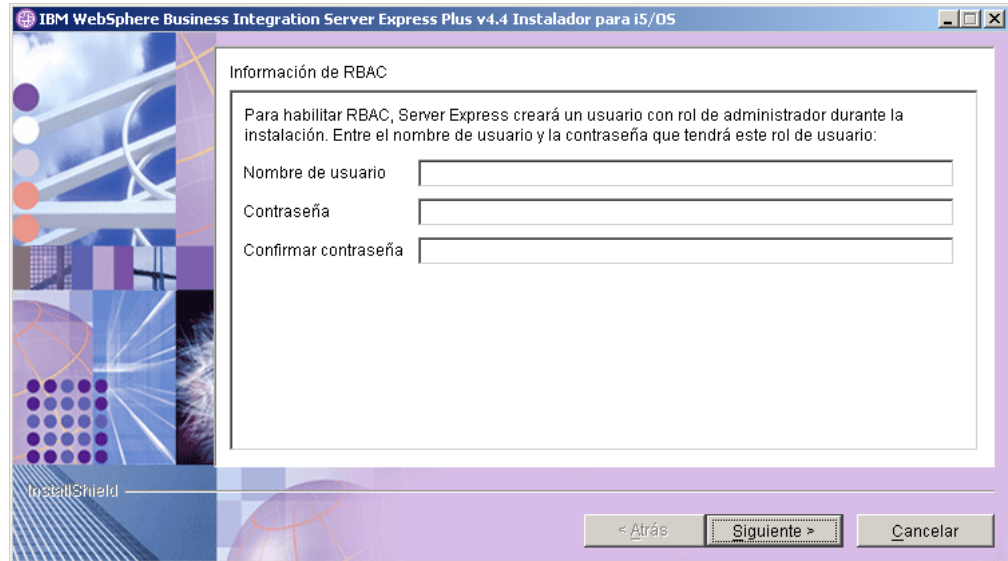 IBM WebSphere Business Integration Server Express Plus v4.4 Instalador para i5/OS
Información de RBAC
Para habilitar RBAC, Server Express creará un usuario con rol de administrador durante la
instalación. Entre el nombre de usuario y la contraseña que tendrá este rol de usuario:
Nombre de usuario
Contraseña
Confirmar contraseña
InstallShield
< Atrás
Siguiente >
Cancelar